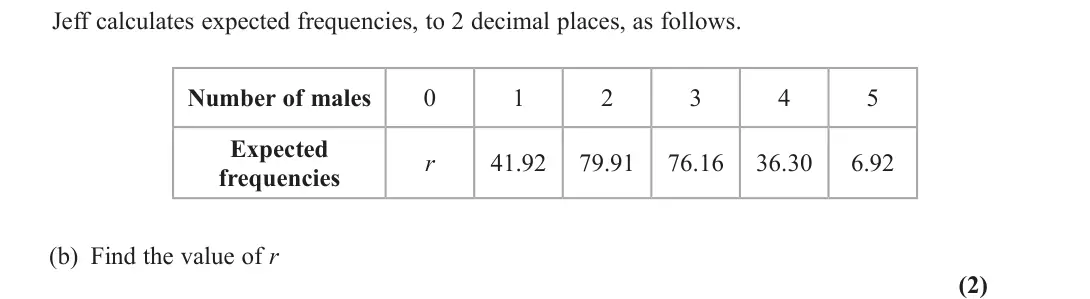 Jeff calculates expected frequencies, to 2 decimal places, as follows.
Number of males 0 1 2 3 4 5
Expected frequencies r 41.92 79.91 76.16 36.30 6.92
(b) Find the value of r
(2)